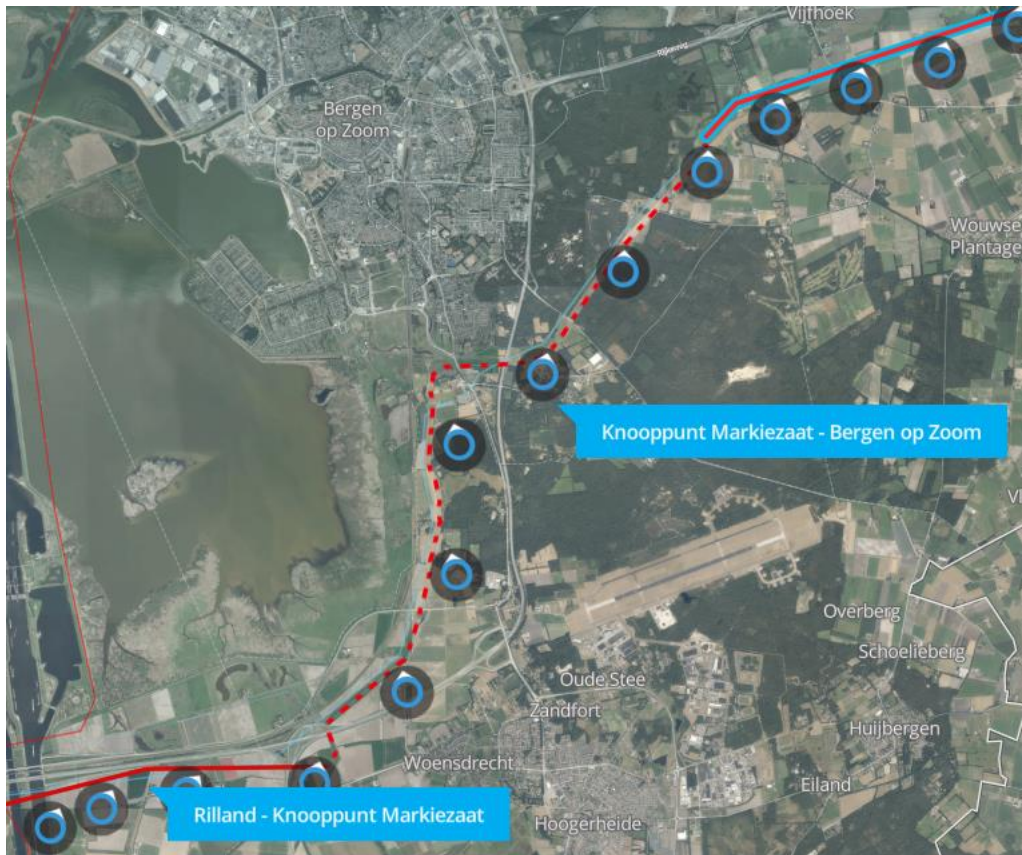 Vijfhoek
Rijksweg
Bergen
op Zoom
Wouwse
Plantage
Knooppunt Markiezaat - Bergen op Zoom
Overberg
Schoelieberg
Oude Stee
Zandfort
Huijbergen
Woensdrecht
Eiland
Rilland - Knooppunt Markiezaat
Hoogerheide